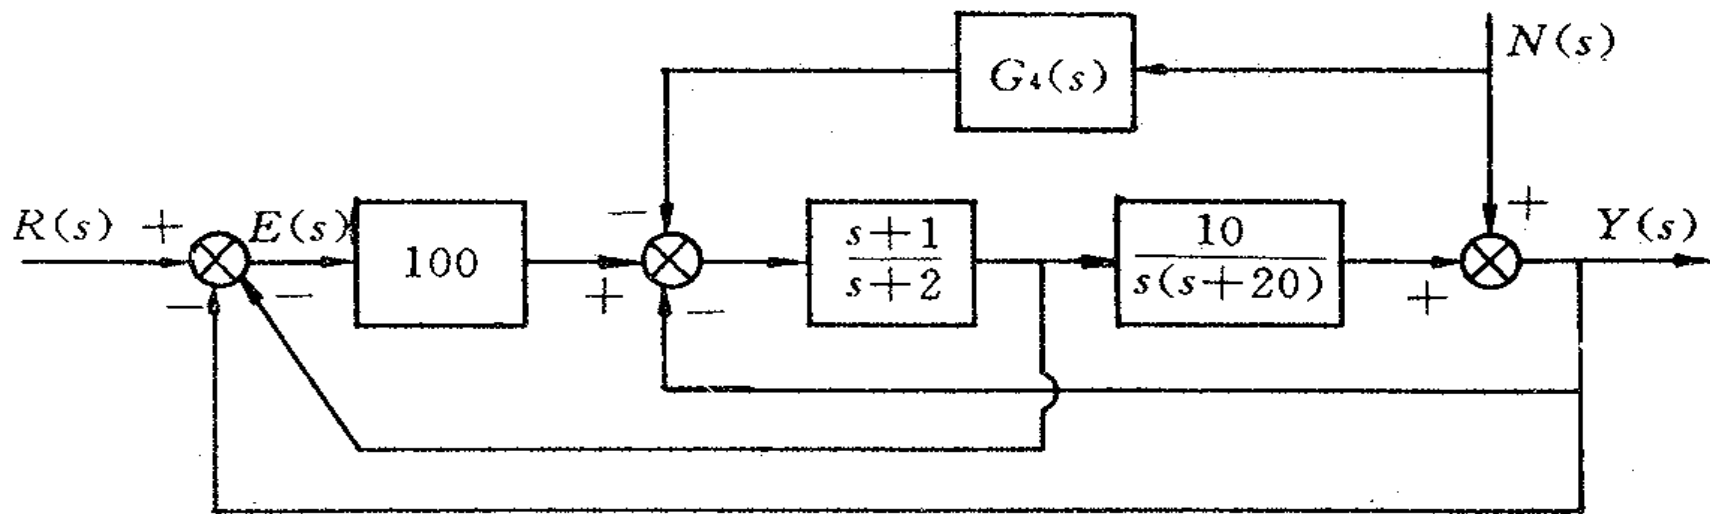 N(s)
G₄(s)
R(s) + E(s) 100 − s+1 10 + Y(s)
− − + − s+2 s(s+20) +